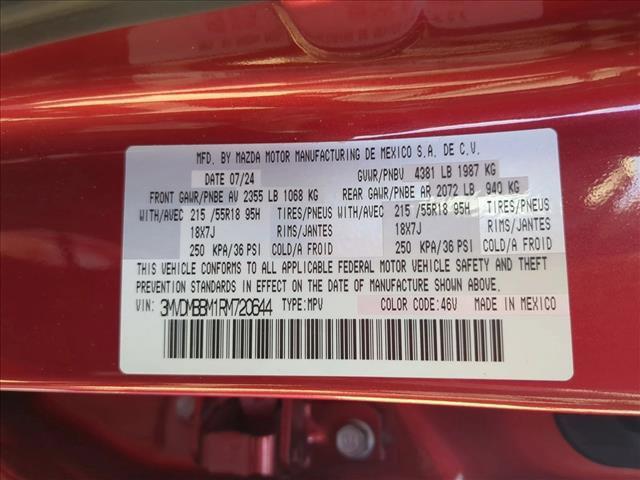 MFD. BY MAZDA MOTOR MANUFACTURING DE MEXICO S.A. DE C.V.
DATE 07/24 GVWR/PNBV 4381 LB 1987 KG
FRONT GAWR/PNBE AV 2355 LB 1068 KG REAR GAWR/PNBE AR 2072 LB 940 KG
WITH/AVEC 215 /55R18 95H TIRES/PNEUS WITH/AVEC 215 /55R18 95H TIRES/PNEUS
18X7J RIMS/JANTES 18X7J RIMS/JANTES
250 KPA/36 PSI COLD/A FROID 250 KPA/36 PSI COLD/A FROID
THIS VEHICLE CONFORMS TO ALL APPLICABLE FEDERAL MOTOR VEHICLE SAFETY AND THEFT
PREVENTION STANDARDS IN EFFECT ON THE DATE OF MANUFACTURE SHOWN ABOVE.
VIN: 3MVDMBBM1RM720644 TYPE:MPV COLOR CODE:46V MADE IN MEXICO